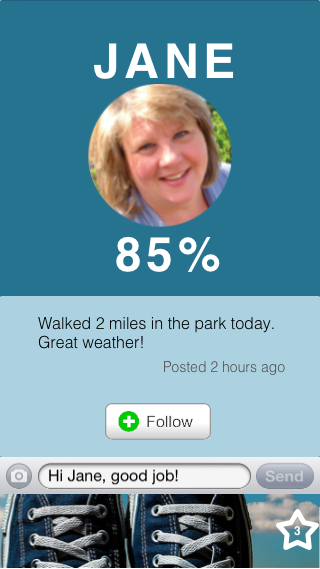 JANE
85%
Walked 2 miles in the park today.
Great weather!
Posted 2 hours ago
Follow
Hi Jane, good job!
Send
3